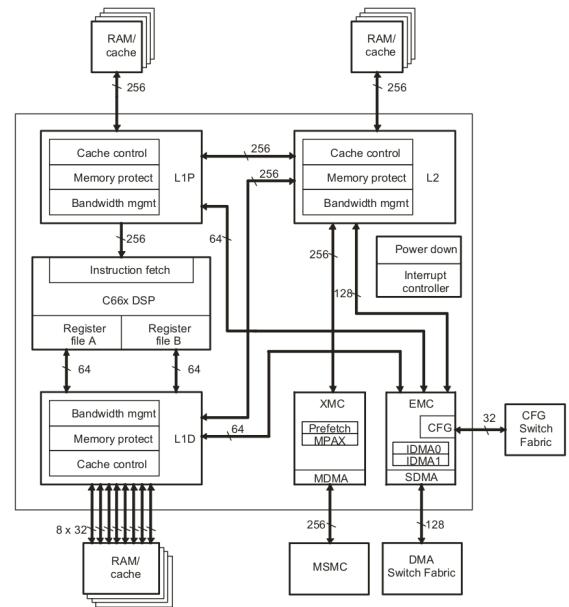 RAM/
cache
RAM/
cache
256
256
Cache control
Memory protect
Bandwidth mgmt
L1P
256
256
Cache control
Memory protect
Bandwidth mgmt
L2
64
256
256
128
Power down
Interrupt
controller
Instruction fetch
C66x DSP
Register
file A
Register
file B
64
64
Bandwidth mgmt
Memory protect
Cache control
L1D
64
XMC
Prefetch
MPAX
MDMA
EMC
CFG
IDMA0
IDMA1
SDMA
32
CFG
Switch
Fabric
8 x 32
256
128
RAM/
cache
MSMC
DMA
Switch Fabric